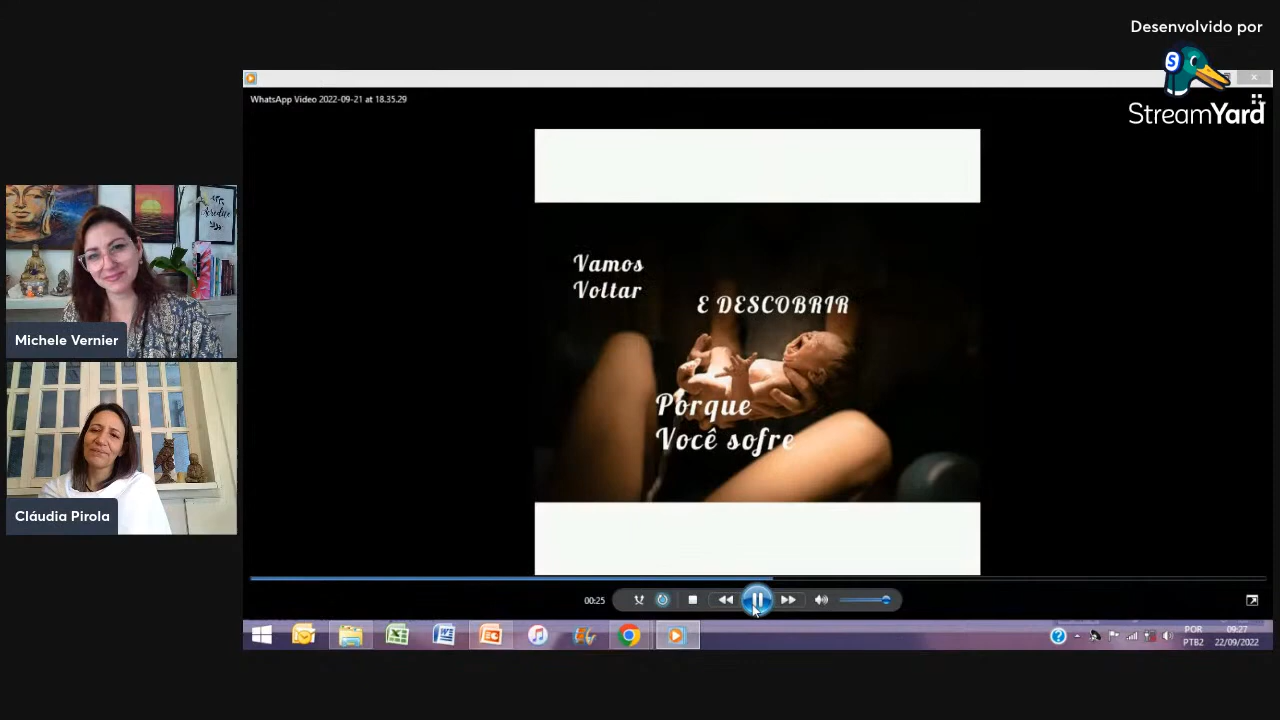 Desenvolvido por
S
StreamYard
WhatsApp Video 2022-09-21 at 18.35.29
Vamos
Voltar
E DESCOBRIR
Porque
Você sofre
Acredite
Michele Vernier
Cláudia Pirola
00:25
POR
PTB2
09:27
22/09/2022